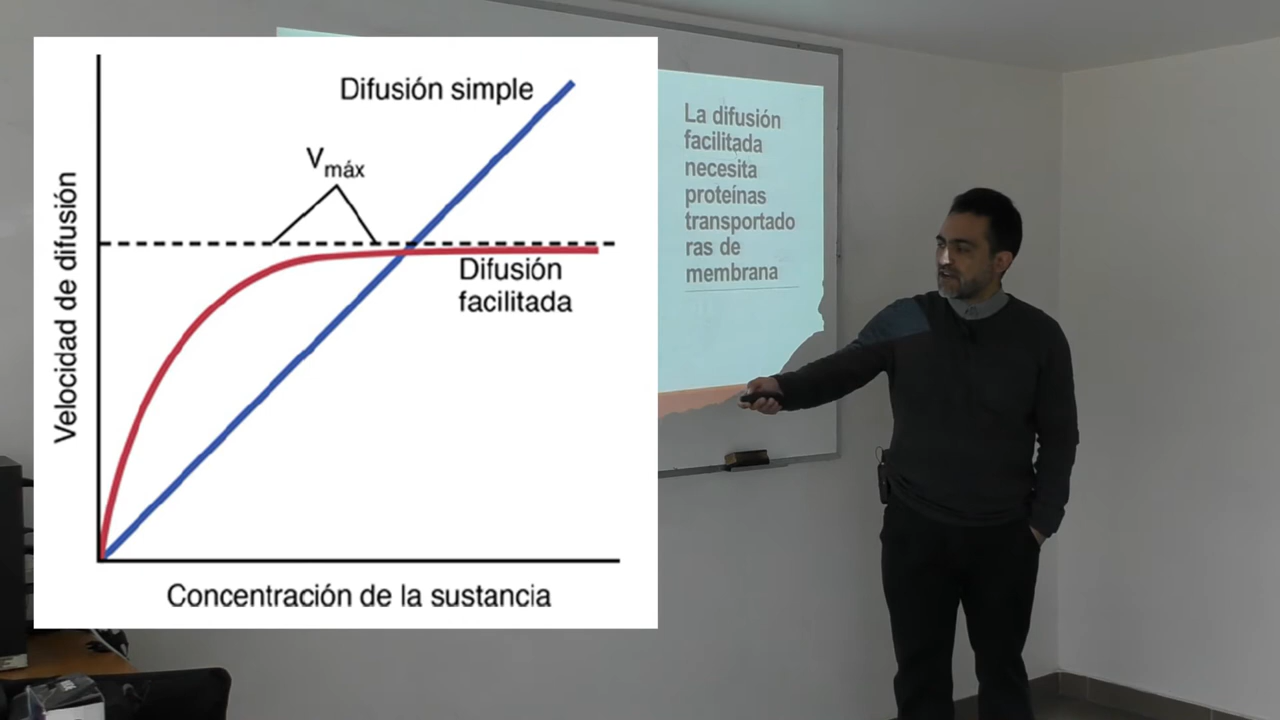 Difusión simple
Vmáx
Difusión
facilitada
Velocidad de difusión
Concentración de la sustancia
La difusión
facilitada
necesita
proteínas
transportado
ras de
membrana